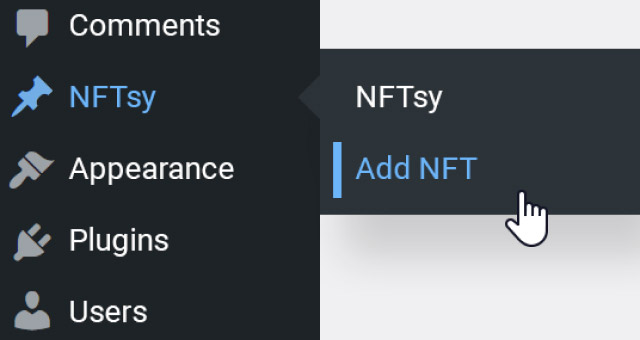 Comments
NFTsy
Appearance
Plugins
Users
NFTsy
Add NFT